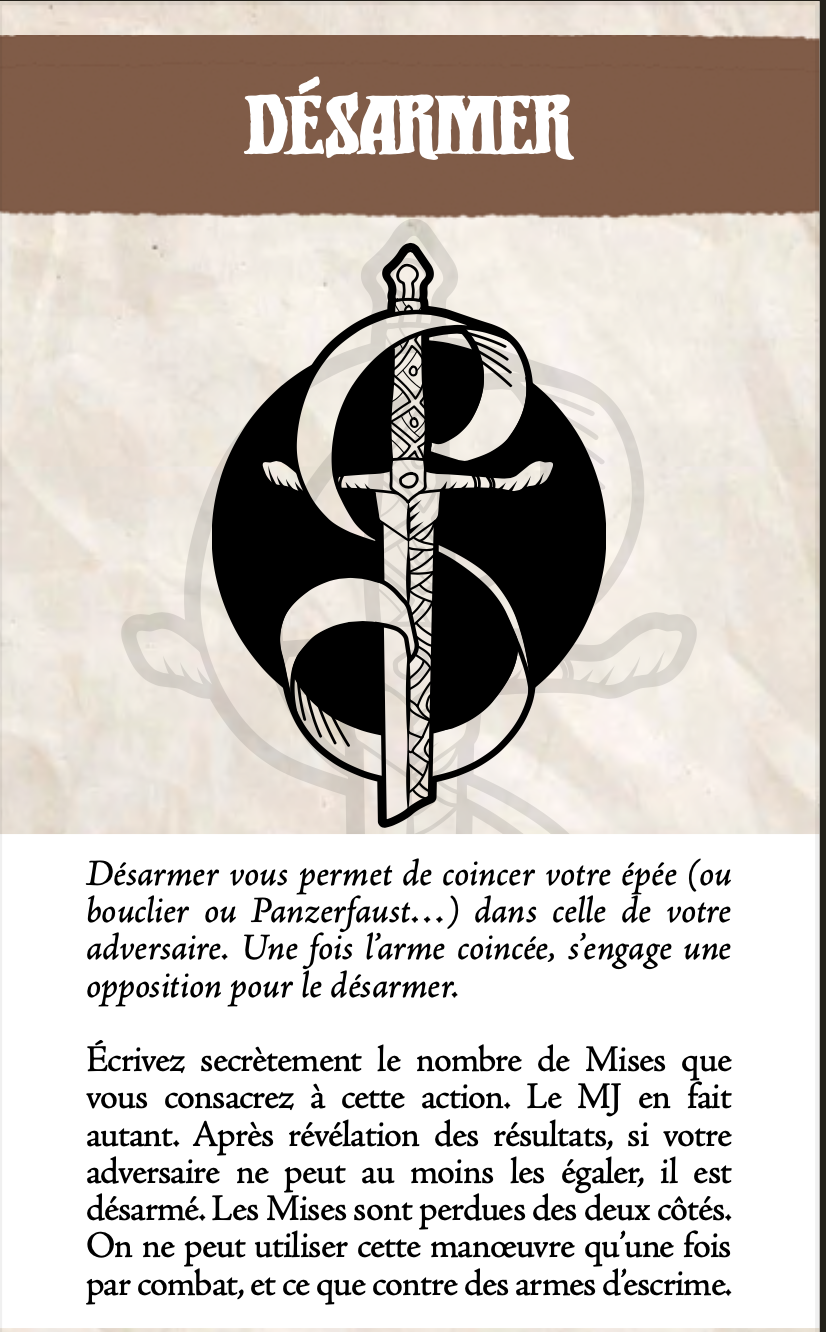 DÉSARMER
Désarmer vous permet de coincer votre épée (ou
bouclier ou Panzerfaust…) dans celle de votre
adversaire. Une fois l’arme coincée, s’engage une
opposition pour le désarmer.
Écrivez secrètement le nombre de Mises que
vous consacrez à cette action. Le MJ en fait
autant. Après révélation des résultats, si votre
adversaire ne peut au moins les égaler, il est
désarmé. Les Mises sont perdues des deux côtés.
On ne peut utiliser cette manœuvre qu’une fois
par combat, et ce que contre des armes d’escrime.